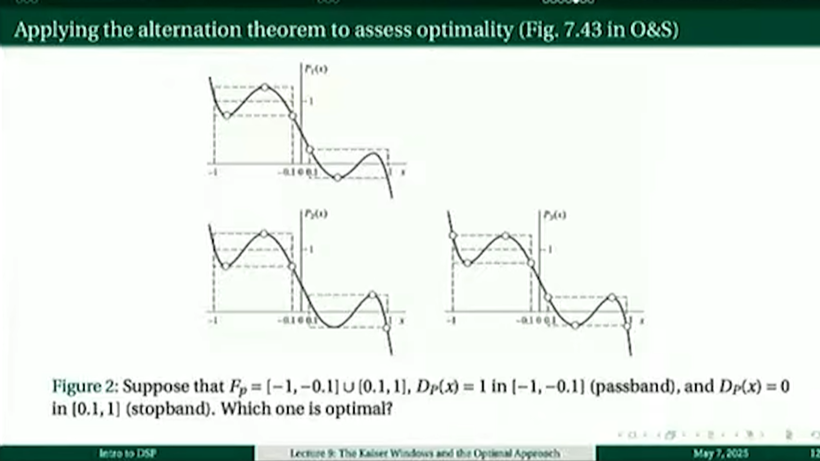 Applying the alternation theorem to assess optimality (Fig. 7.43 in O&S)
P₁(x)
1
-1
-0.1 0 0.1
1
x
P₂(x)
1
-1
-0.1 0 0.1
1
x
P₃(x)
1
-1
-0.1 0 0.1
1
x
Figure 2: Suppose that Fₚ = [−1, −0.1] ∪ [0.1, 1], D_P(x) = 1 in [−1, −0.1] (passband), and D_P(x) = 0
in [0.1, 1] (stopband). Which one is optimal?
Intro to DSP
Lecture 9: The Kaiser Windows and the Optimal Approach
May 7, 2025
12